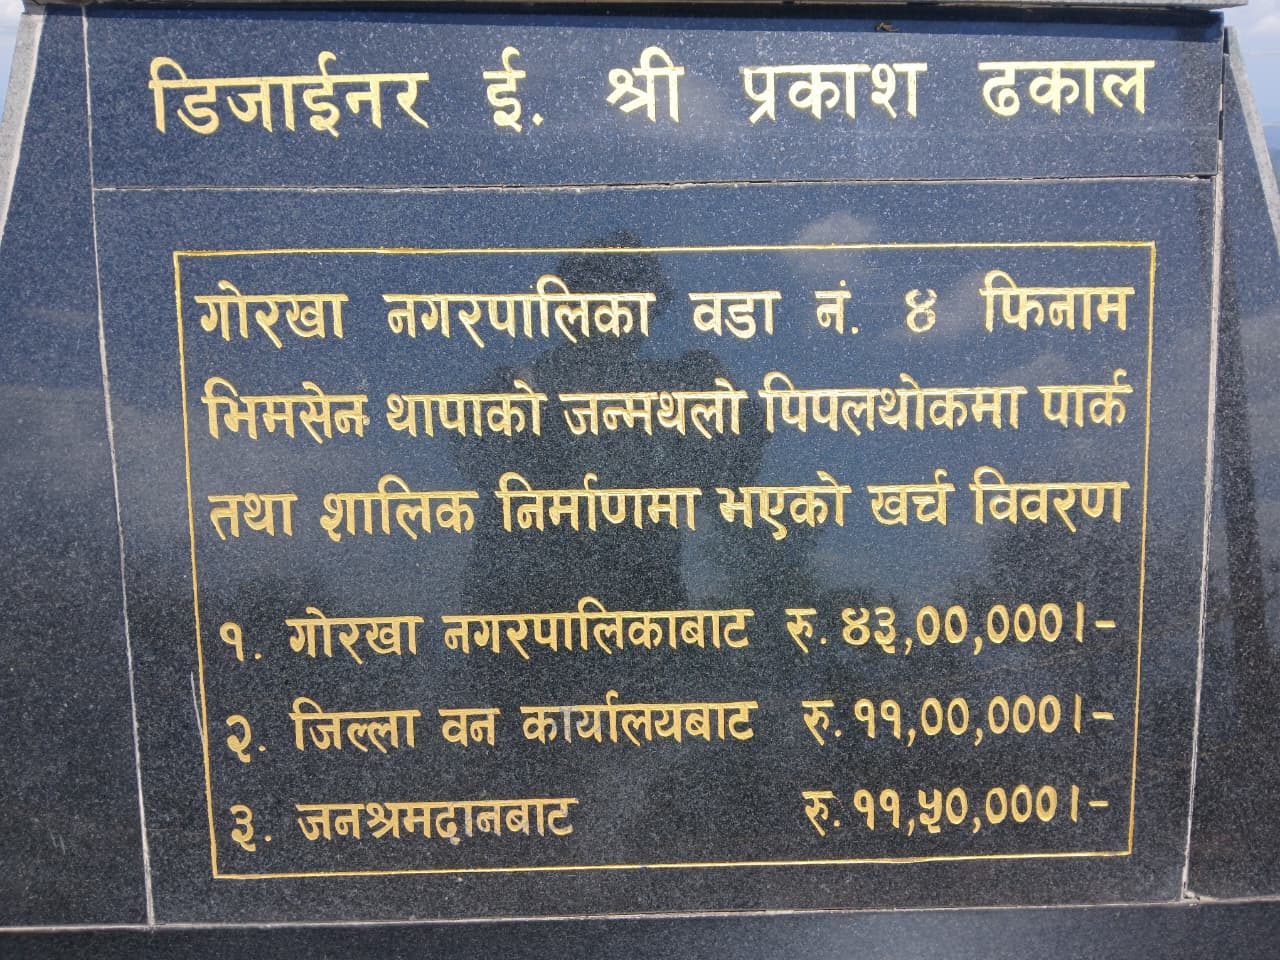 डिजाईनर ई. श्री प्रकाश ढकाल
गोरखा नगरपालिका वडा नं. ४ फिनाम
भिमसेन थापाको जन्मथलो पिपलथोकमा पार्क
तथा शालिक निर्माणमा भएको खर्च विवरण
१. गोरखा नगरपालिकाबाट रु. ४३,००,०००।-
२. जिल्ला वन कार्यालयबाट रु. ११,००,०००।-
३. जनश्रमदानबाट रु. ११,५०,०००।-